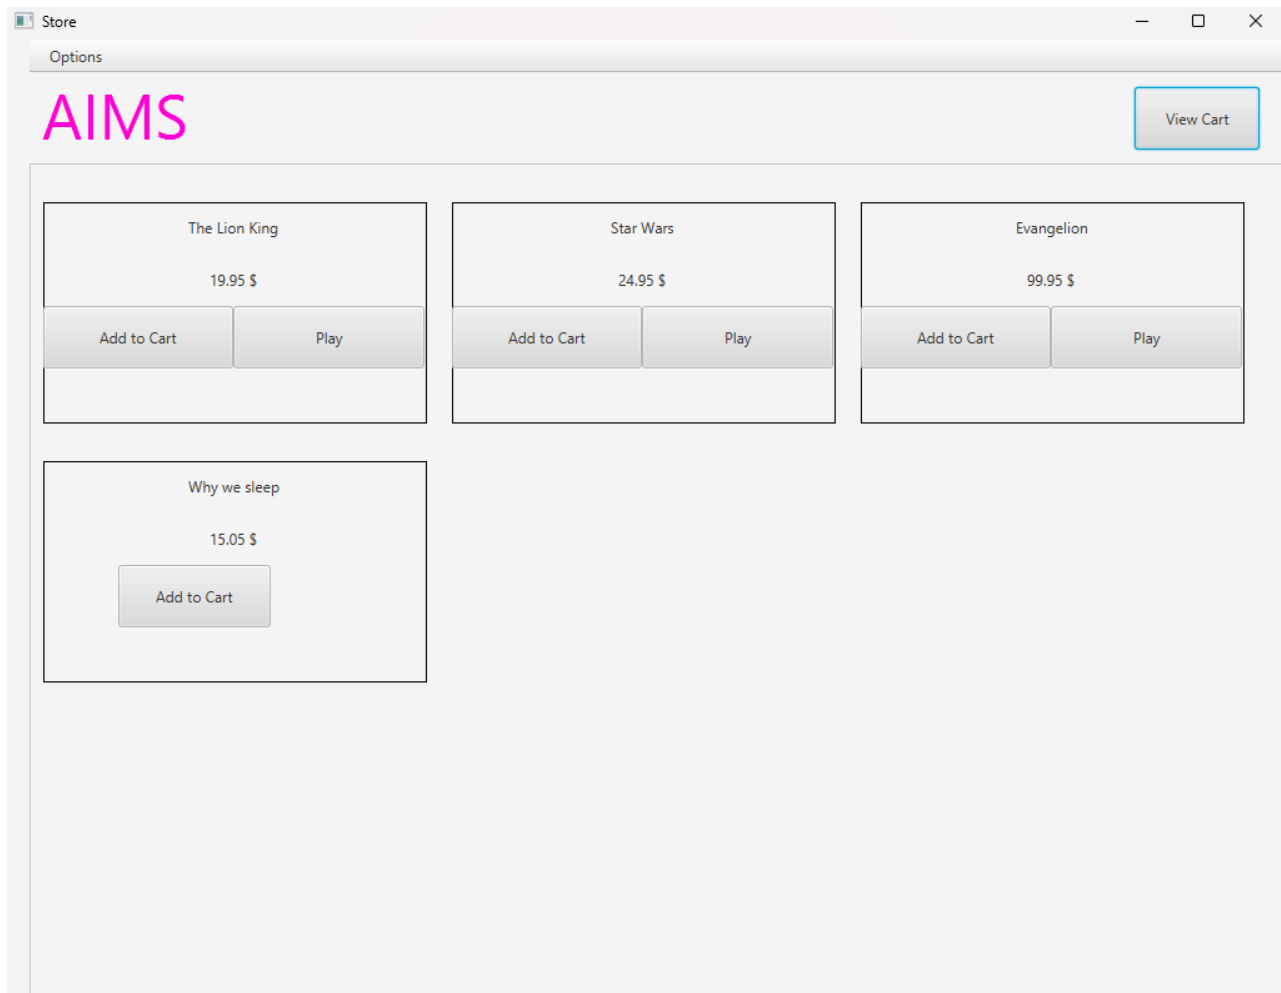 Store
Options
AIMS
View Cart
The Lion King
19.95 $
Add to Cart
Play
Star Wars
24.95 $
Add to Cart
Play
Evangelion
99.95 $
Add to Cart
Play
Why we sleep
15.05 $
Add to Cart